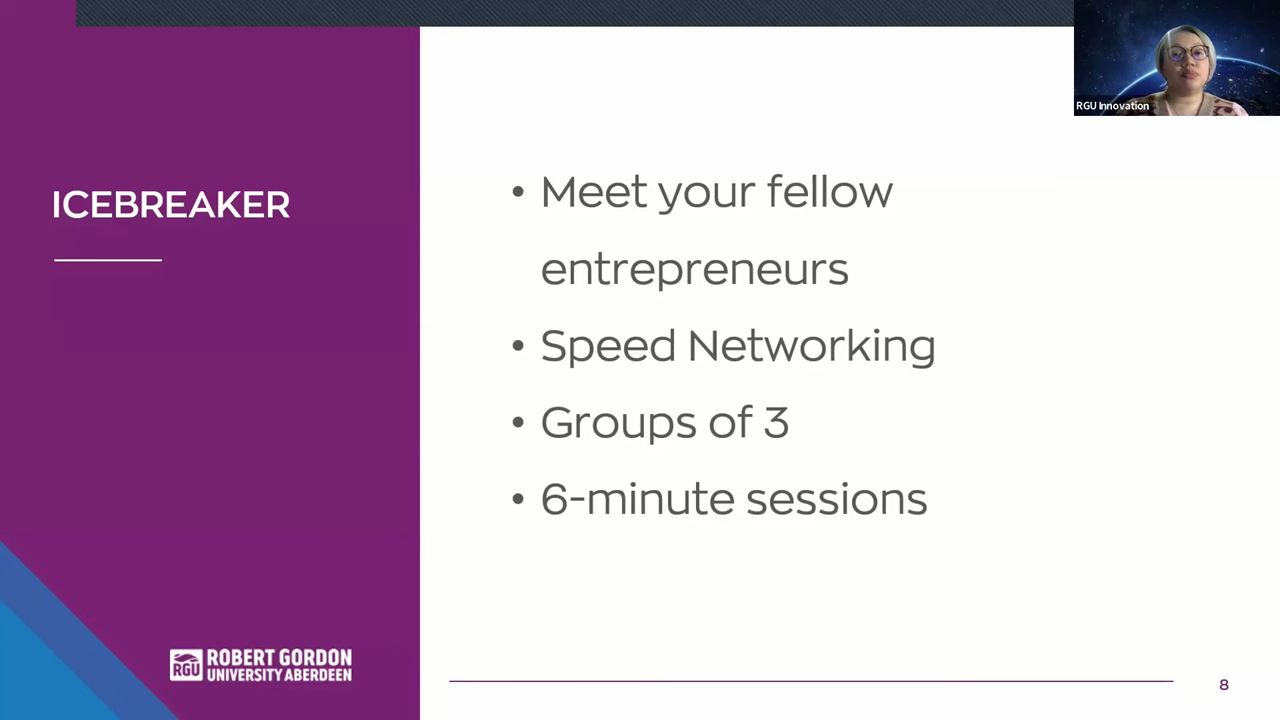 RGU Innovation
ICEBREAKER
• Meet your fellow
entrepreneurs
• Speed Networking
• Groups of 3
• 6-minute sessions
RGU
ROBERT GORDON
UNIVERSITY ABERDEEN
8